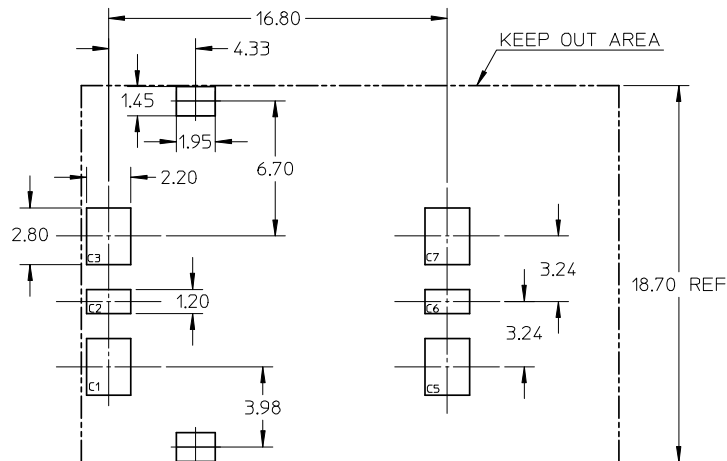 16.80
4.33
KEEP OUT AREA
1.45
1.95
6.70
2.20
2.80
C3
C7
3.24
1.20
18.70 REF
C2
C6
3.24
C1
C5
3.98